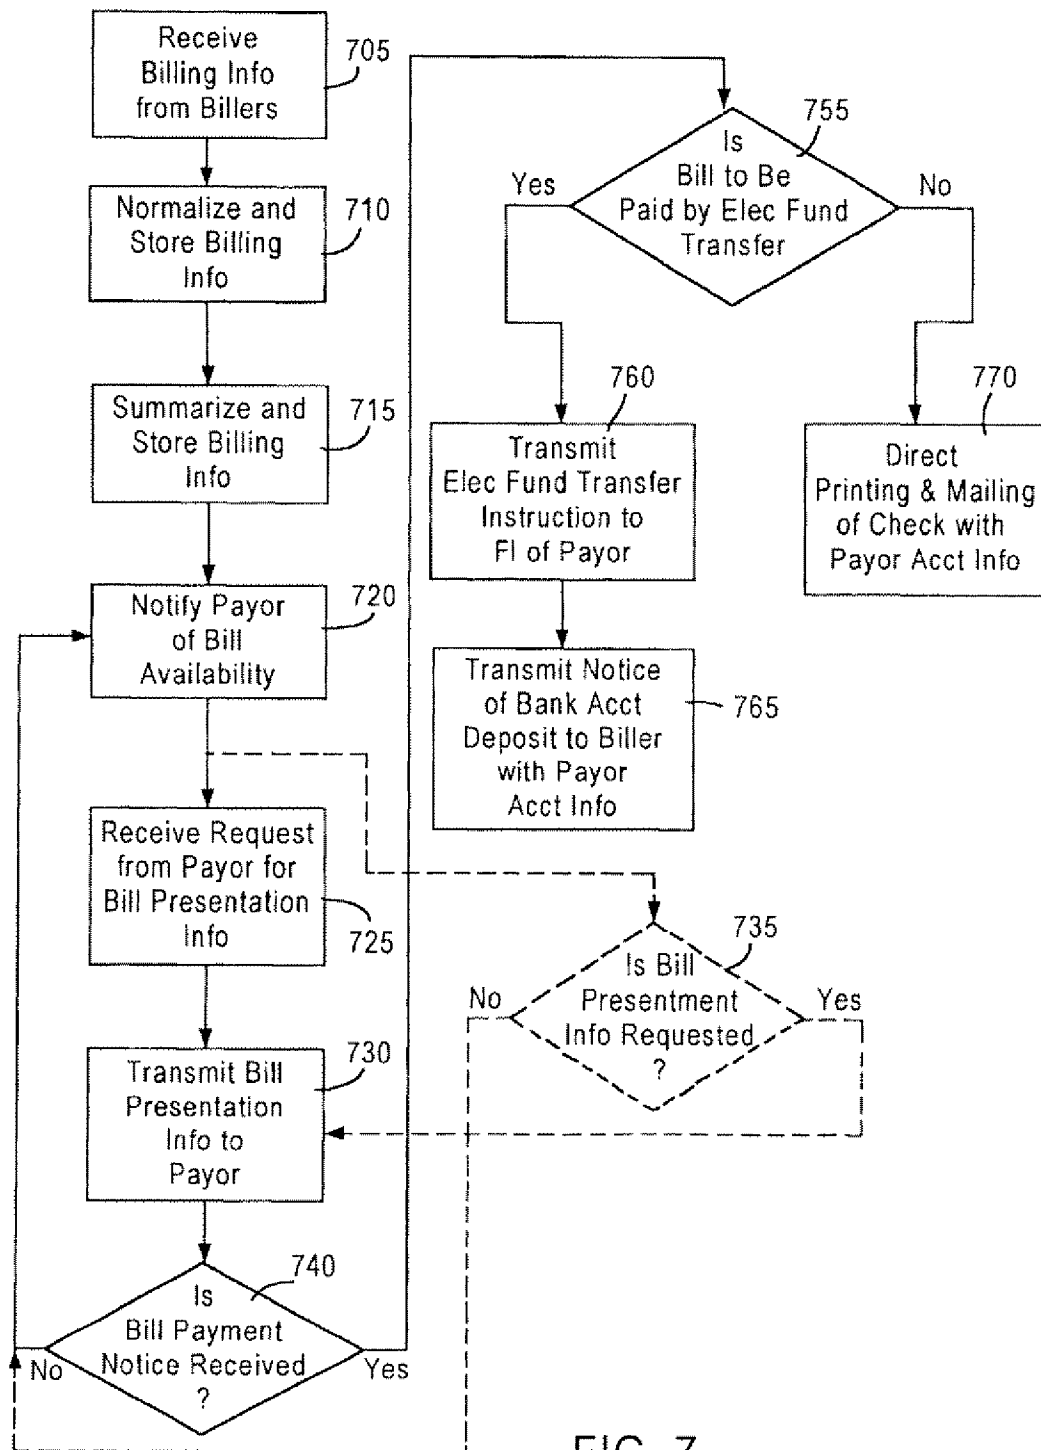 Receive
Billing Info
from Billers
705
Normalize and
Store Billing
Info
710
Summarize and
Store Billing
Info
715
Notify Payor
of Bill
Availability
720
Receive Request
from Payor for
Bill Presentation
Info
725
Transmit Bill
Presentation
Info to
Payor
730
Is
Bill Payment
Notice Received
?
740
No
Yes
Is
Bill to Be
Paid by Elec Fund
Transfer
755
Yes
No
Transmit
Elec Fund Transfer
Instruction to
FI of Payor
760
Direct
Printing & Mailing
of Check with
Payor Acct Info
770
Transmit Notice
of Bank Acct
Deposit to Biller
with Payor
Acct Info
765
Is Bill
Presentment
Info Requested
?
735
No
Yes
FIG. 7